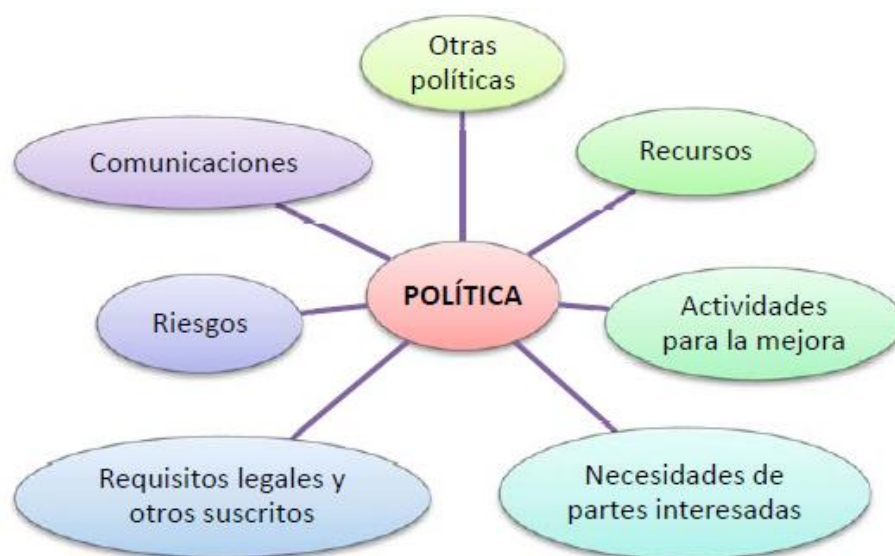 Otras
políticas
Comunicaciones
Recursos
POLÍTICA
Riesgos
Actividades
para la mejora
Requisitos legales y
otros suscritos
Necesidades de
partes interesadas